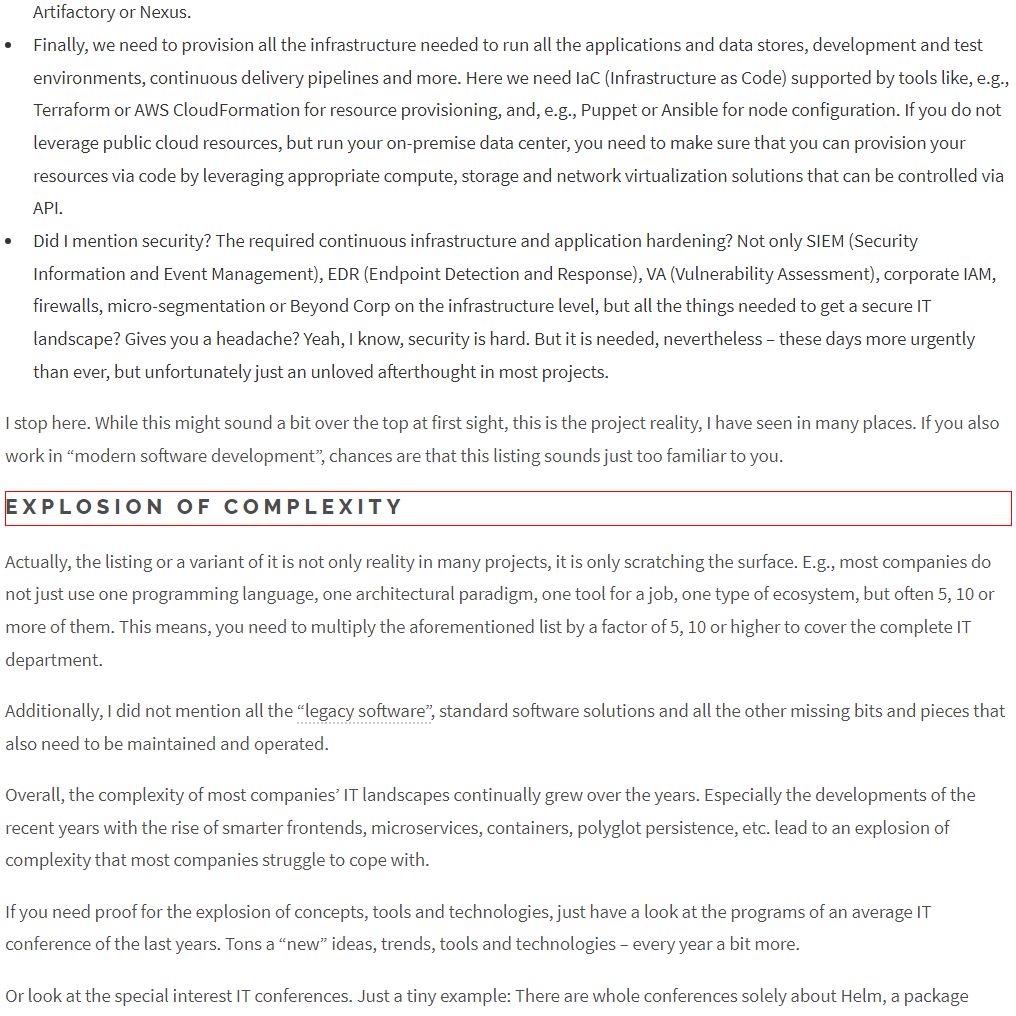 Artifactory or Nexus.
• Finally, we need to provision all the infrastructure needed to run all the applications and data stores, development and test
environments, continuous delivery pipelines and more. Here we need IaC (Infrastructure as Code) supported by tools like, e.g.,
Terraform or AWS CloudFormation for resource provisioning, and, e.g., Puppet or Ansible for node configuration. If you do not
leverage public cloud resources, but run your on-premise data center, you need to make sure that you can provision your
resources via code by leveraging appropriate compute, storage and network virtualization solutions that can be controlled via
API.
• Did I mention security? The required continuous infrastructure and application hardening? Not only SIEM (Security
Information and Event Management), EDR (Endpoint Detection and Response), VA (Vulnerability Assessment), corporate IAM,
firewalls, micro-segmentation or Beyond Corp on the infrastructure level, but all the things needed to get a secure IT
landscape? Gives you a headache? Yeah, I know, security is hard. But it is needed, nevertheless – these days more urgently
than ever, but unfortunately just an unloved afterthought in most projects.
I stop here. While this might sound a bit over the top at first sight, this is the project reality, I have seen in many places. If you also
work in “modern software development”, chances are that this listing sounds just too familiar to you.
EXPLOSION OF COMPLEXITY
Actually, the listing or a variant of it is not only reality in many projects, it is only scratching the surface. E.g., most companies do
not just use one programming language, one architectural paradigm, one tool for a job, one type of ecosystem, but often 5, 10 or
more of them. This means, you need to multiply the aforementioned list by a factor of 5, 10 or higher to cover the complete IT
department.
Additionally, I did not mention all the “legacy software”, standard software solutions and all the other missing bits and pieces that
also need to be maintained and operated.
Overall, the complexity of most companies’ IT landscapes continually grew over the years. Especially the developments of the
recent years with the rise of smarter frontends, microservices, containers, polyglot persistence, etc. lead to an explosion of
complexity that most companies struggle to cope with.
If you need proof for the explosion of concepts, tools and technologies, just have a look at the programs of an average IT
conference of the last years. Tons a “new” ideas, trends, tools and technologies – every year a bit more.
Or look at the special interest IT conferences. Just a tiny example: There are whole conferences solely about Helm, a package